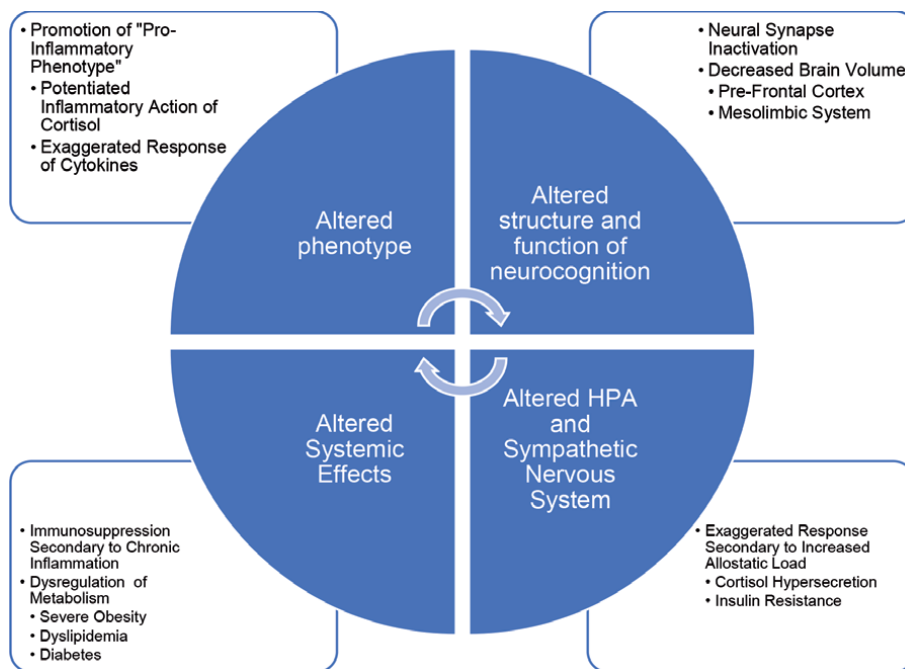 • Promotion of "Pro-
Inflammatory
Phenotype"
• Potentiated
Inflammatory Action of
Cortisol
• Exaggerated Response
of Cytokines
• Neural Synapse
Inactivation
• Decreased Brain Volume
• Pre-Frontal Cortex
• Mesolimbic System
Altered
phenotype
Altered
structure and
function of
neurocognition
Altered
Systemic
Effects
Altered HPA
and
Sympathetic
Nervous
System
• Immunosuppression
Secondary to Chronic
Inflammation
• Dysregulation of
Metabolism
• Severe Obesity
• Dyslipidemia
• Diabetes
• Exaggerated Response
Secondary to Increased
Allostatic Load
• Cortisol Hypersecretion
• Insulin Resistance